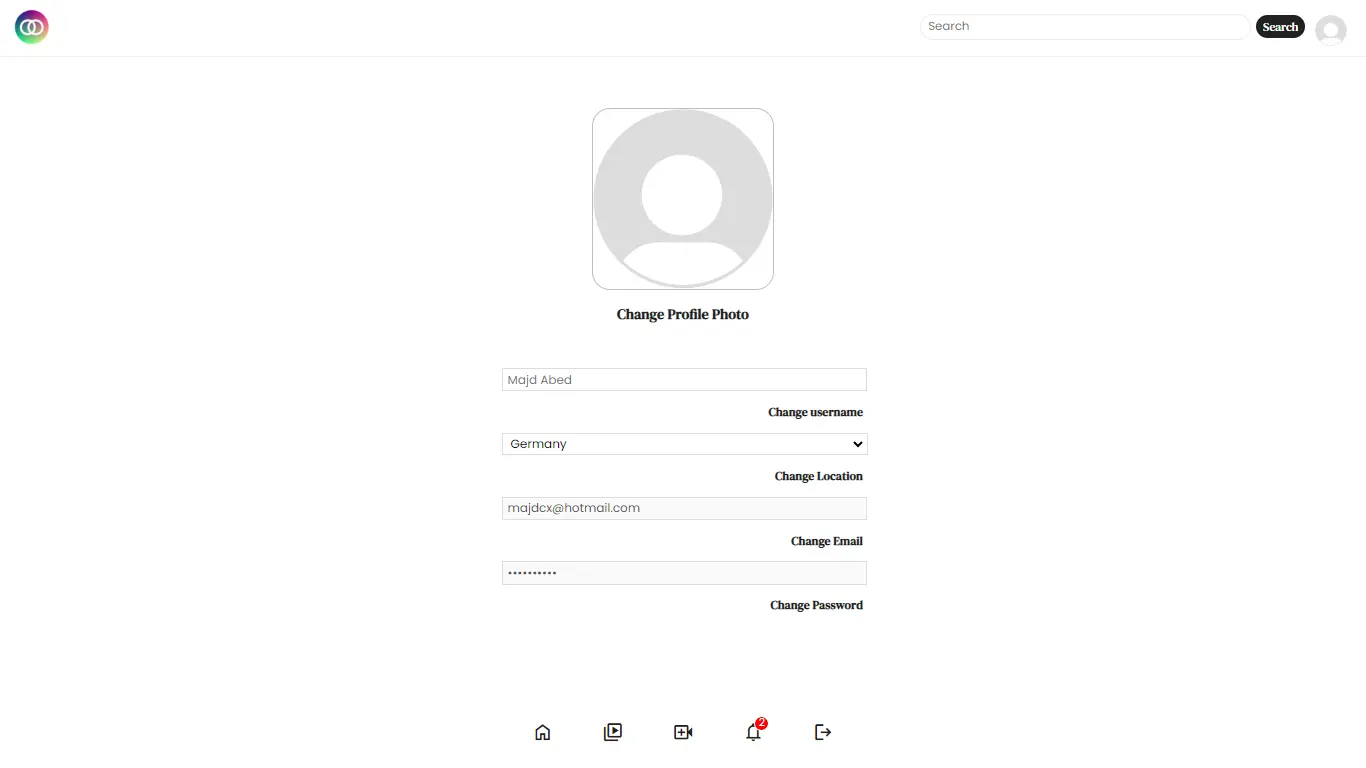 Search
Search
Change Profile Photo
Majd Abed
Change username
Germany
Change Location
majdcx@hotmail.com
Change Email
••••••••••
Change Password
2